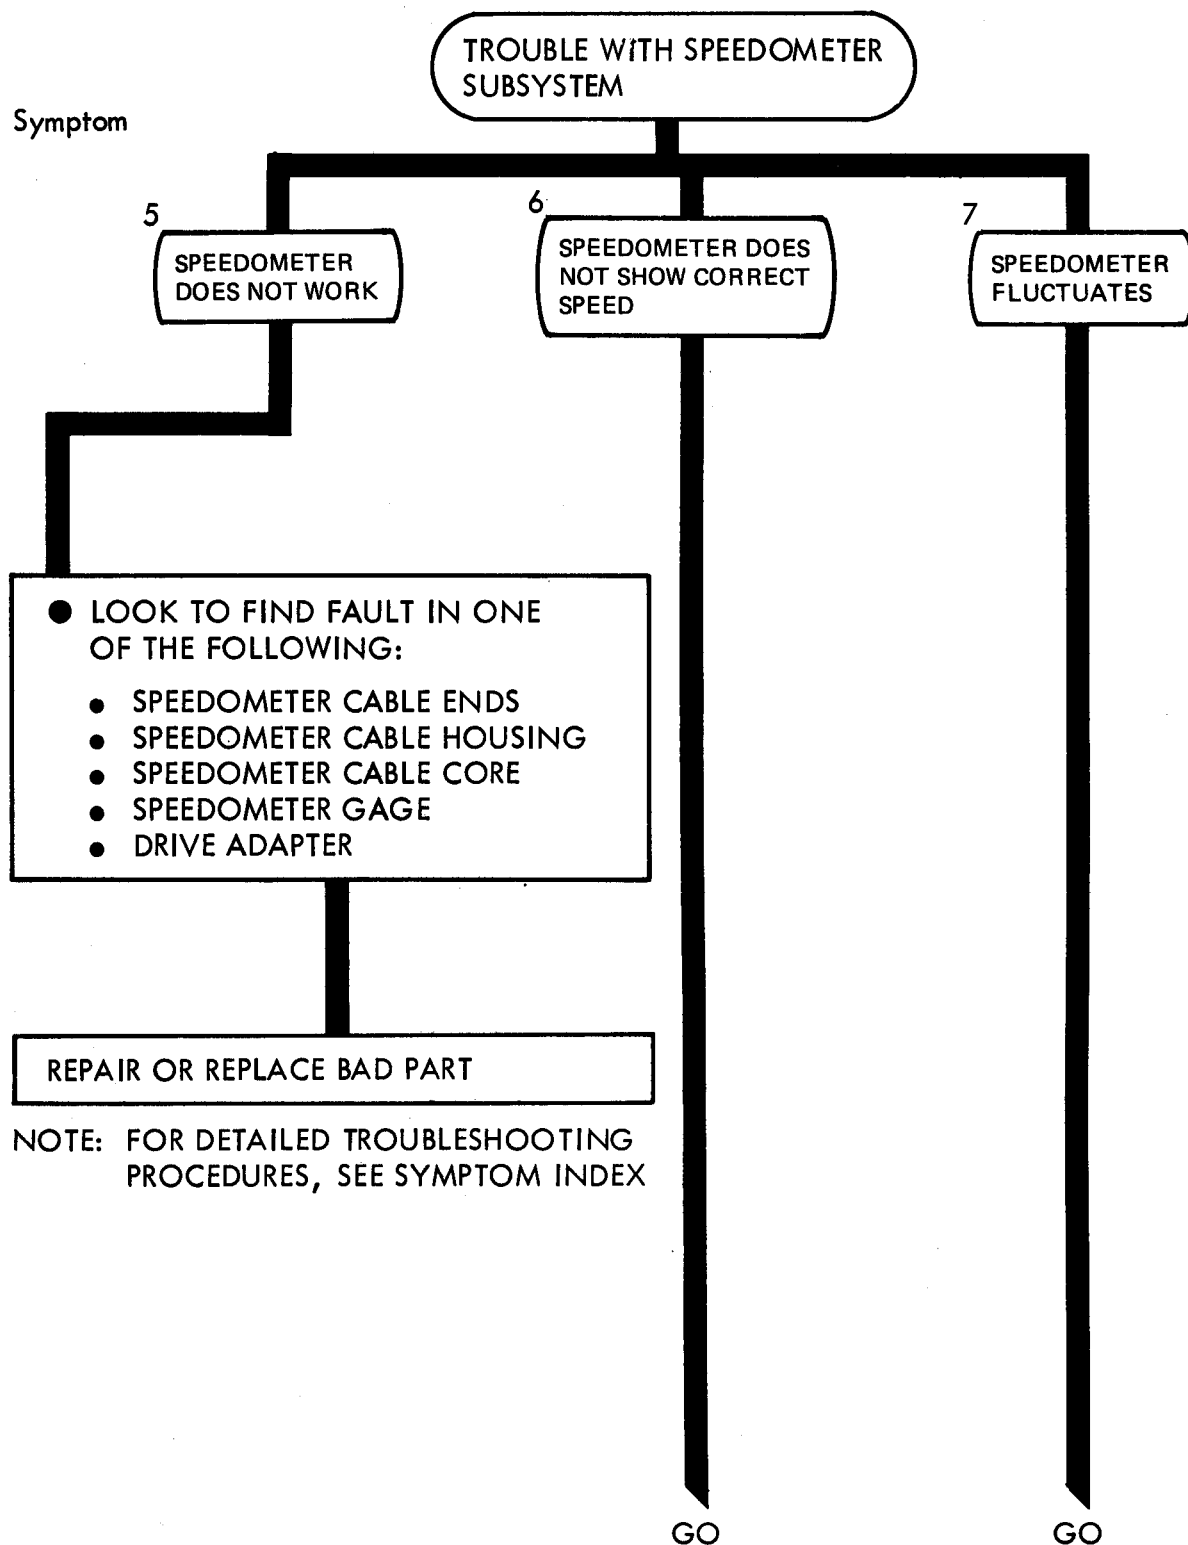 TROUBLE WITH SPEEDOMETER
SUBSYSTEM
Symptom
5
SPEEDOMETER
DOES NOT WORK
6
SPEEDOMETER DOES
NOT SHOW CORRECT
SPEED
7
SPEEDOMETER
FLUCTUATES
● LOOK TO FIND FAULT IN ONE
OF THE FOLLOWING:
● SPEEDOMETER CABLE ENDS
● SPEEDOMETER CABLE HOUSING
● SPEEDOMETER CABLE CORE
● SPEEDOMETER GAGE
● DRIVE ADAPTER
REPAIR OR REPLACE BAD PART
NOTE: FOR DETAILED TROUBLESHOOTING
PROCEDURES, SEE SYMPTOM INDEX
GO
GO